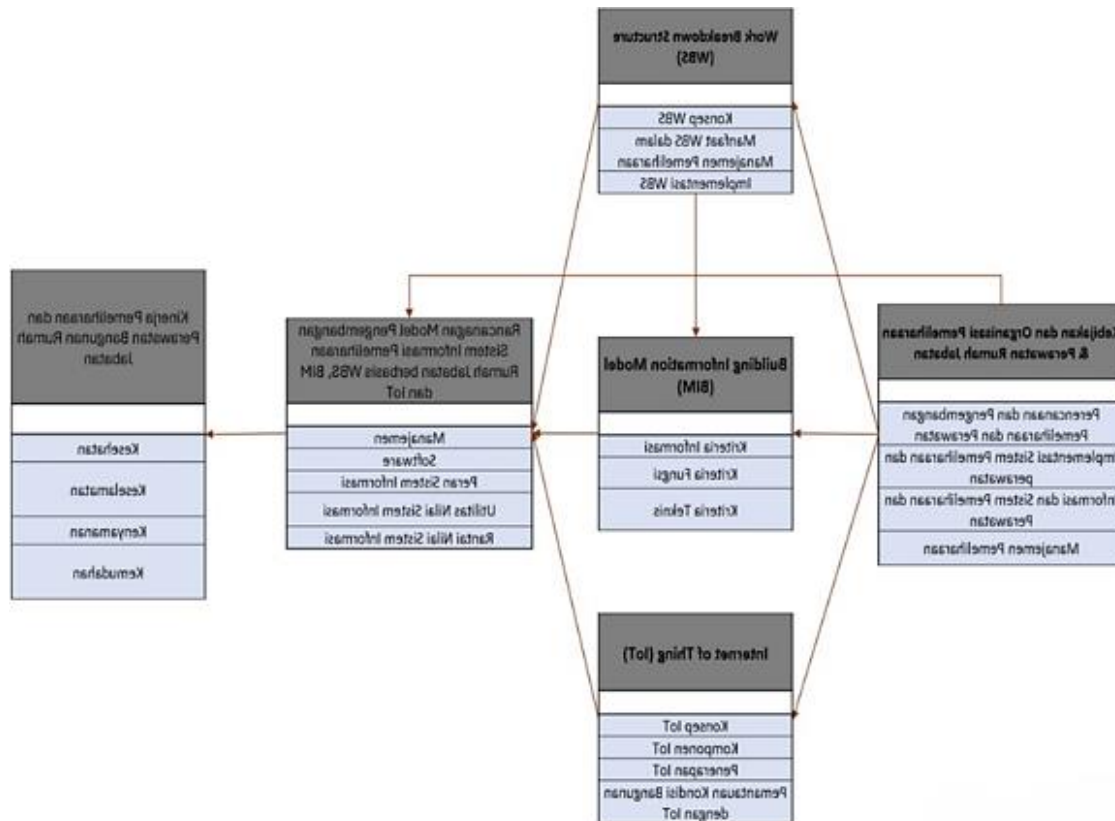 Work Breakdown Structure
(WBS)
Konsep WBS
Manfaat WBS dalam
Manajemen Pemeliharaan
Implementasi WBS
Kebijakan dan Organisasi Pemeliharaan
& Perawatan Rumah Jabatan
Perencanaan dan Pengembangan
Pemeliharaan dan Perawatan
Implementasi Sistem Pemeliharaan dan
perawatan
Informasi dan Sistem Pemeliharaan dan
Perawatan
Manajemen Pemeliharaan
Building Information Model
(BIM)
Kriteria Informasi
Kriteria Fungsi
Kriteria Teknis
Internet of Thing (IoT)
Konsep IoT
Komponen IoT
Penerapan IoT
Pemantauan Kondisi Bangunan
dengan IoT
Rancanagan Model Pengembangan
Sistem Informasi Pemeliharaan
Rumah Jabatan berbasis WBS, BIM
dan IoT
Manajemen
Software
Peran Sistem Informasi
Utilitas Nilai Sistem Informasi
Rantai Nilai Sistem Informasi
Kinerja Pemeliharaan dan
Perawatan Bangunan Rumah
Jabatan
Kesehatan
Keselamatan
Kenyamanan
Kemudahan